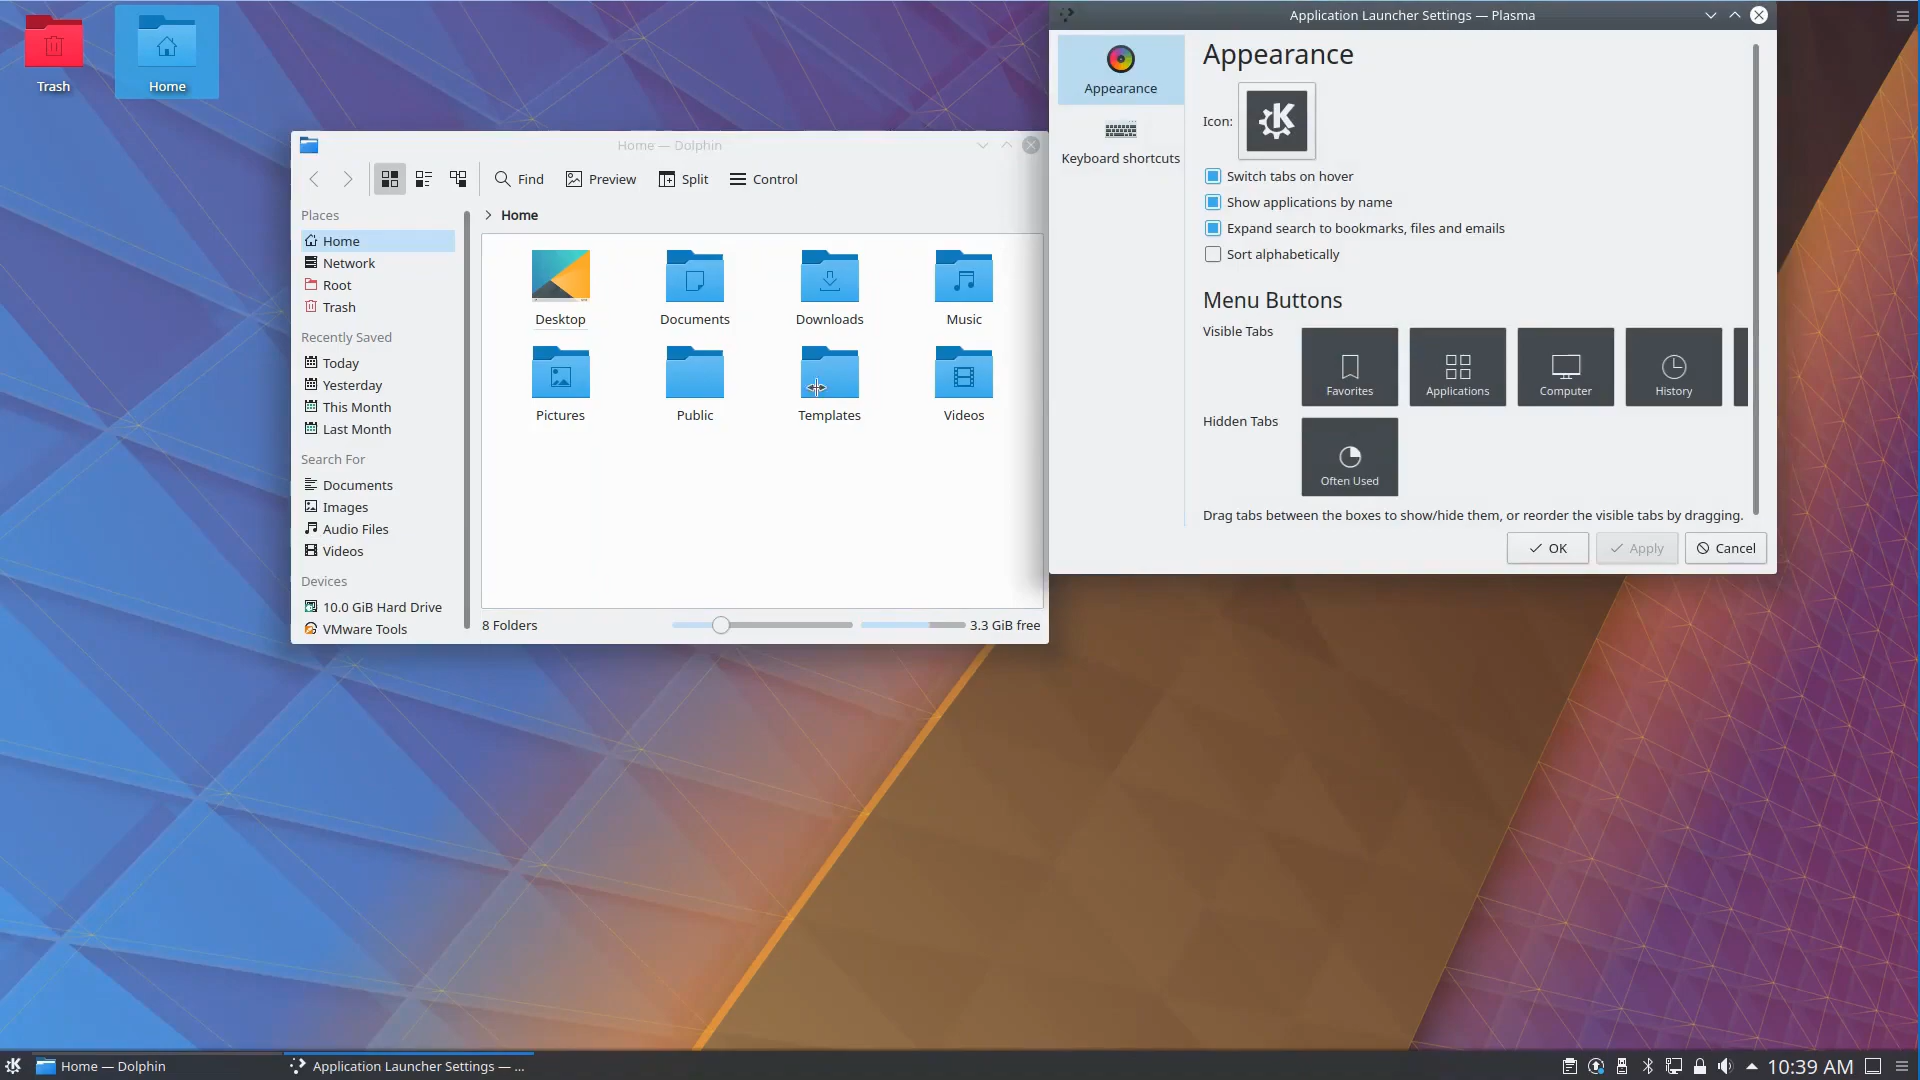 Trash
Home
Home — Dolphin
Find
Preview
Split
Control
Places
Home
Network
Root
Trash
Recently Saved
Today
Yesterday
This Month
Last Month
Search For
Documents
Images
Audio Files
Videos
Devices
10.0 GiB Hard Drive
VMware Tools
Home
Desktop
Documents
Downloads
Music
Pictures
Public
Templates
Videos
8 Folders
3.3 GiB free
Application Launcher Settings — Plasma
Appearance
Keyboard shortcuts
Appearance
Icon:
Switch tabs on hover
Show applications by name
Expand search to bookmarks, files and emails
Sort alphabetically
Menu Buttons
Visible Tabs
Favorites
Applications
Computer
History
Hidden Tabs
Often Used
Drag tabs between the boxes to show/hide them, or reorder the visible tabs by dragging.
OK
Apply
Cancel
Home — Dolphin
Application Launcher Settings — ...
10:39 AM